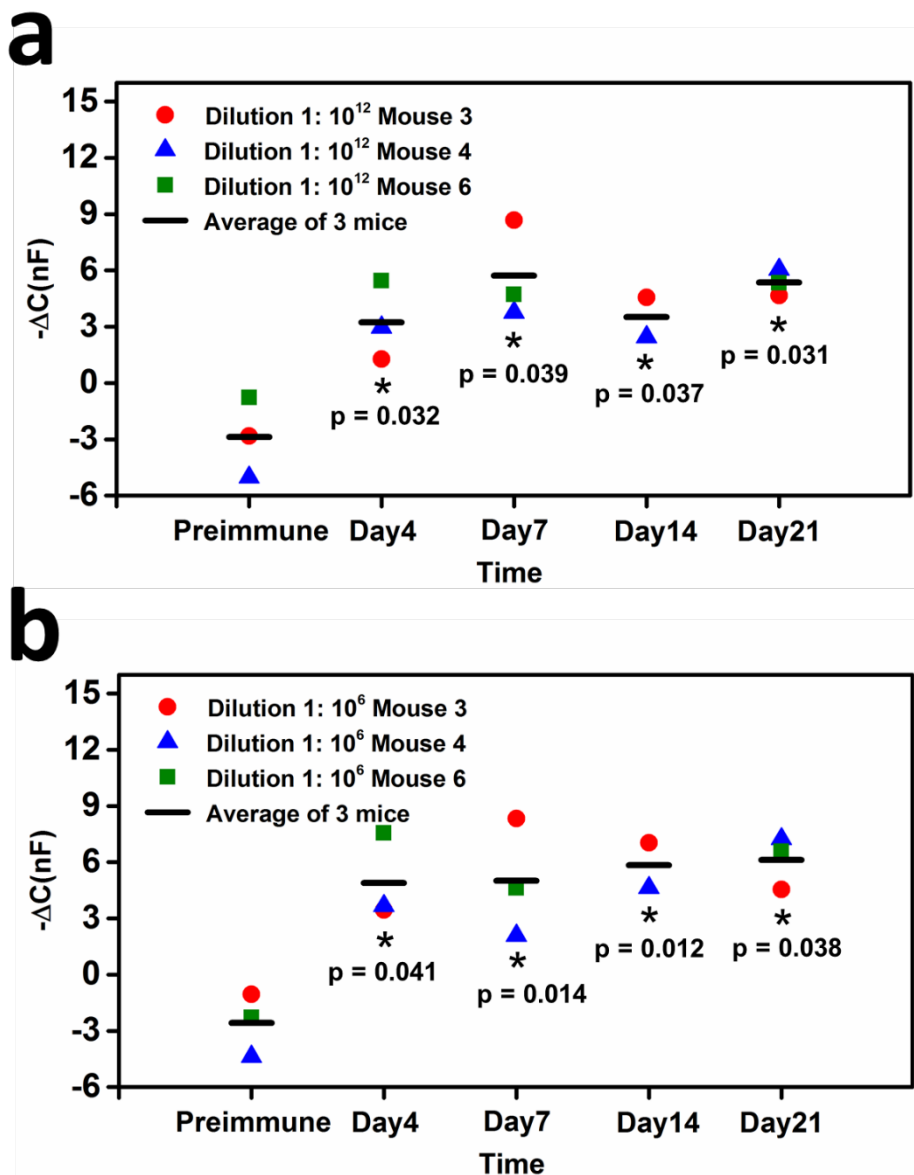 a
15
12
9
6
3
0
-3
-6
-ΔC(nF)
Dilution 1: 10¹² Mouse 3
Dilution 1: 10¹² Mouse 4
Dilution 1: 10¹² Mouse 6
Average of 3 mice
*
p = 0.032
*
p = 0.039
*
p = 0.037
*
p = 0.031
Preimmune Day4 Day7 Day14 Day21
Time
b
15
12
9
6
3
0
-3
-6
-ΔC(nF)
Dilution 1: 10⁶ Mouse 3
Dilution 1: 10⁶ Mouse 4
Dilution 1: 10⁶ Mouse 6
Average of 3 mice
*
p = 0.041
*
p = 0.014
*
p = 0.012
*
p = 0.038
Preimmune Day4 Day7 Day14 Day21
Time